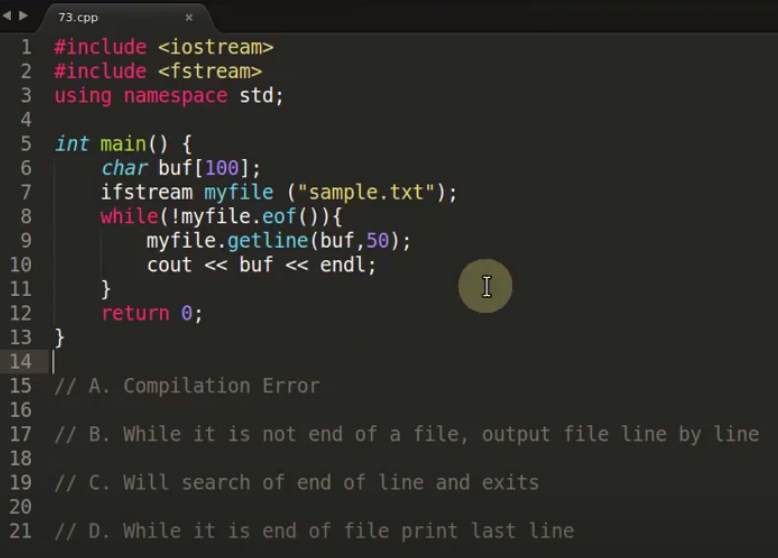 73.cpp ×
1 #include <iostream>
2 #include <fstream>
3 using namespace std;
4
5 int main() {
6     char buf[100];
7     ifstream myfile ("sample.txt");
8     while(!myfile.eof()){
9         myfile.getline(buf,50);
10         cout << buf << endl;
11     }
12     return 0;
13 }
14
15 // A. Compilation Error
16
17 // B. While it is not end of a file, output file line by line
18
19 // C. Will search of end of line and exits
20
21 // D. While it is end of file print last line